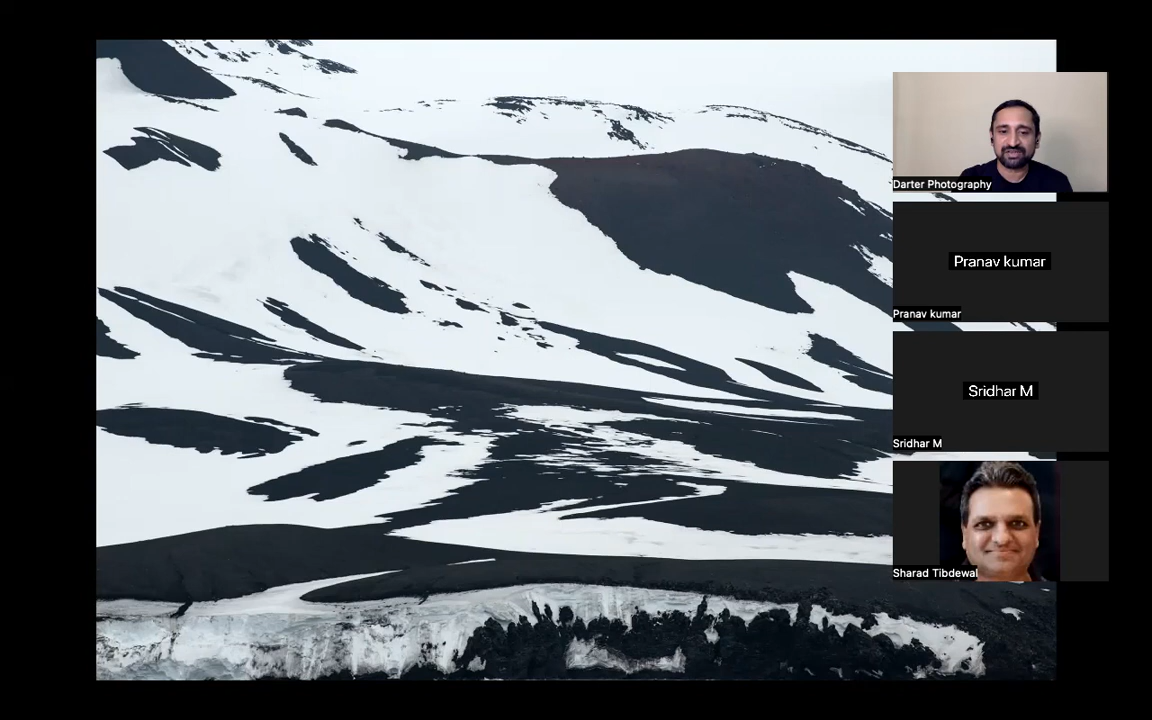 Darter Photography
Pranav kumar
Pranav kumar
Sridhar M
Sridhar M
Sharad Tibdewal